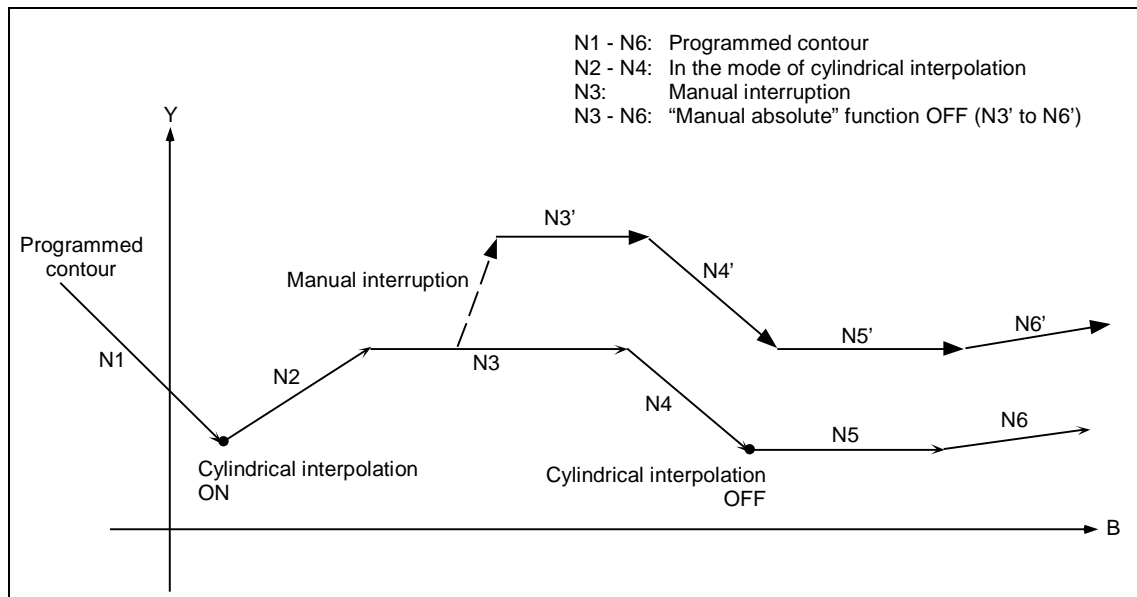 N1 - N6: Programmed contour
N2 - N4: In the mode of cylindrical interpolation
N3: Manual interruption
N3 - N6: “Manual absolute” function OFF (N3’ to N6’)
Y
N3’
Programmed
contour
Manual interruption
N4’
N5’
N6’
N1
N2
N3
N4
N5
N6
Cylindrical interpolation
ON
Cylindrical interpolation
OFF
B